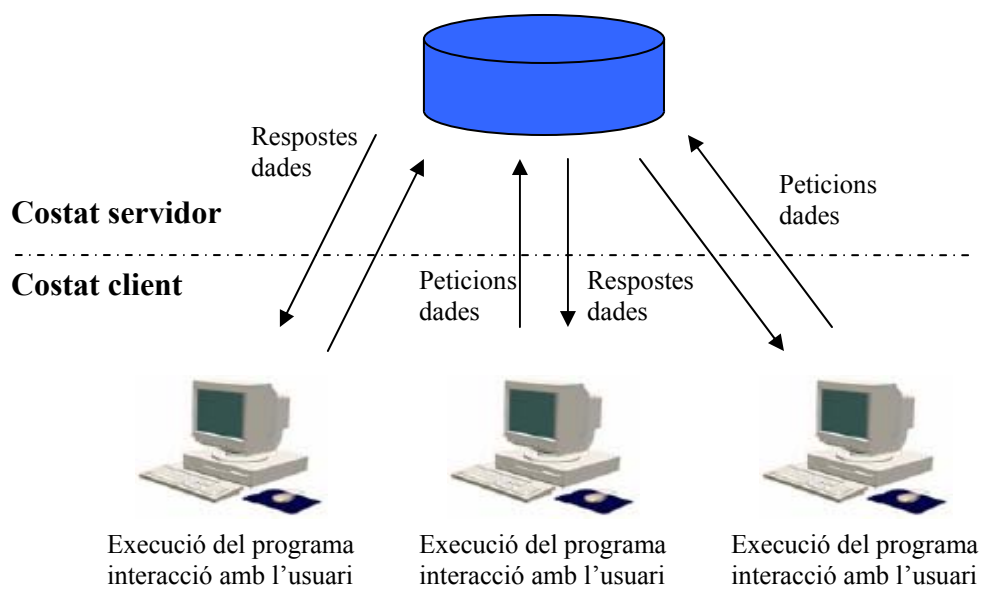 Respostes
dades
Peticions
dades
Costat servidor
Costat client
Peticions
dades
Respostes
dades
Execució del programa
interacció amb l'usuari
Execució del programa
interacció amb l'usuari
Execució del programa
interacció amb l'usuari